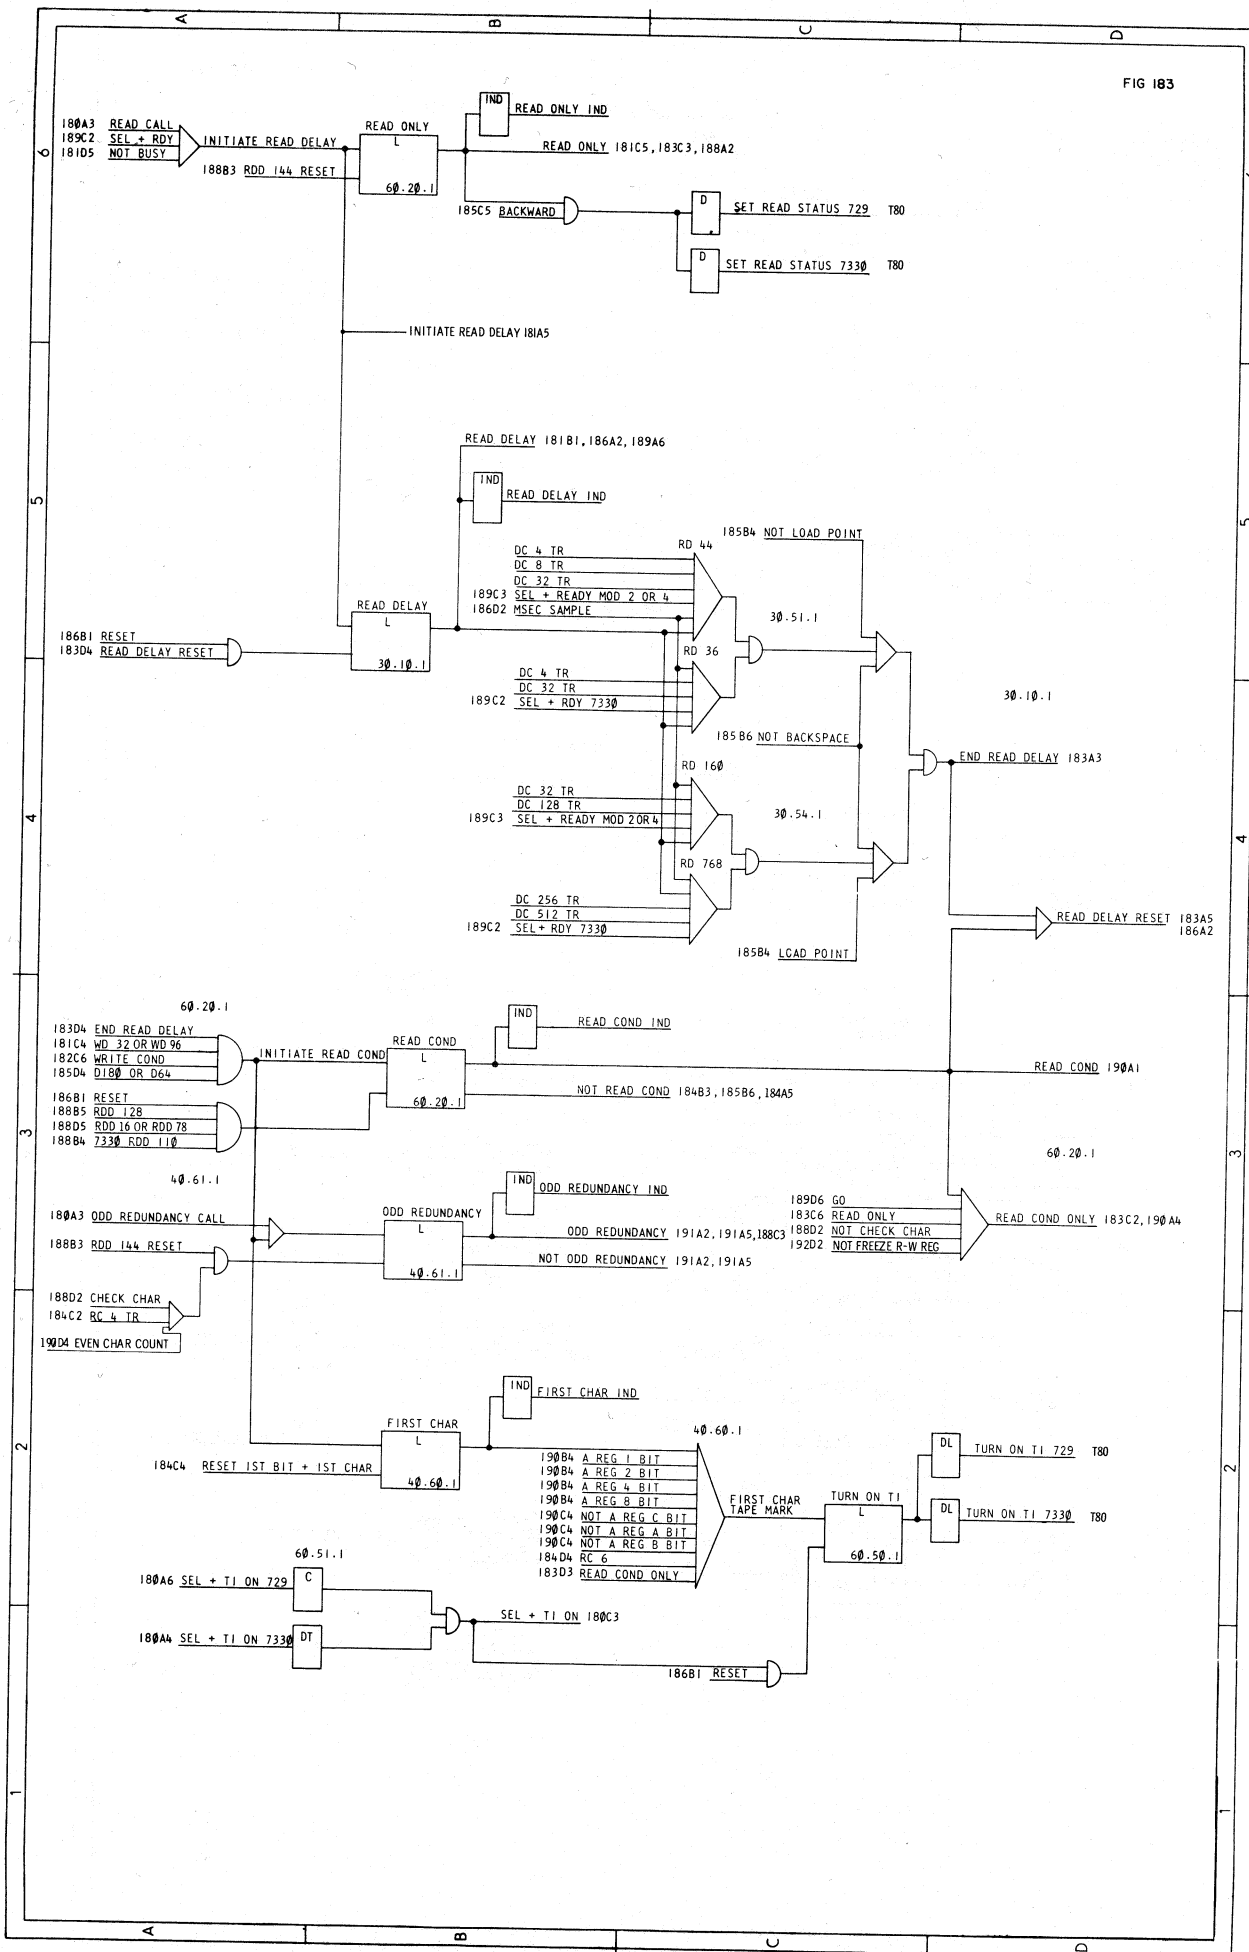 A
B
C
D
FIG 183
6
180A3 READ CALL
189C2 SEL + RDY
181D5 NOT BUSY
INITIATE READ DELAY
188B3 RDD 144 RESET
READ ONLY
L
60.20.1
IND
READ ONLY IND
READ ONLY 181C5, 183C3, 188A2
185C5 BACKWARD
D
SET READ STATUS 729 T80
D
SET READ STATUS 7330 T80
INITIATE READ DELAY 181A5
5
5
READ DELAY 181B1, 186A2, 189A6
IND
READ DELAY IND
186B1 RESET
183D4 READ DELAY RESET
READ DELAY
L
30.10.1
DC 4 TR
DC 8 TR
DC 32 TR
189C3 SEL + READY MOD 2 OR 4
186D2 MSEC SAMPLE
RD 44
185B4 NOT LOAD POINT
30.51.1
RD 36
DC 4 TR
DC 32 TR
189C2 SEL + RDY 7330
30.10.1
185B6 NOT BACKSPACE
END READ DELAY 183A3
4
4
RD 160
DC 32 TR
DC 128 TR
189C3 SEL + READY MOD 2 OR 4
30.54.1
RD 768
DC 256 TR
DC 512 TR
189C2 SEL + RDY 7330
185B4 LOAD POINT
READ DELAY RESET 183A5
186A2
3
3
60.20.1
183D4 END READ DELAY
181C4 WD 32 OR WD 96
182C6 WRITE COND
185D4 D180 OR D64
INITIATE READ COND
186B1 RESET
188B5 RDD 128
188D5 RDD 16 OR RDD 78
188B4 7330 RDD 110
READ COND
L
60.20.1
IND
READ COND IND
NOT READ COND 184B3, 185B6, 184A5
READ COND 190A1
60.20.1
40.61.1
180A3 ODD REDUNDANCY CALL
188B3 RDD 144 RESET
188D2 CHECK CHAR
184C2 RC 4 TR
190D4 EVEN CHAR COUNT
ODD REDUNDANCY
L
40.61.1
IND
ODD REDUNDANCY IND
ODD REDUNDANCY 191A2, 191A5, 188C3
NOT ODD REDUNDANCY 191A2, 191A5
189D6 GO
183C6 READ ONLY
188D2 NOT CHECK CHAR
192D2 NOT FREEZE R-W REG
READ COND ONLY 183C2, 190A4
2
2
IND
FIRST CHAR IND
FIRST CHAR
L
40.60.1
184C4 RESET 1ST BIT + 1ST CHAR
40.60.1
190B4 A REG 1 BIT
190B4 A REG 2 BIT
190B4 A REG 4 BIT
190B4 A REG 8 BIT
190C4 NOT A REG C BIT
190C4 NOT A REG A BIT
190C4 NOT A REG B BIT
184D4 RC 6
183D3 READ COND ONLY
FIRST CHAR
TAPE MARK
TURN ON TI
L
60.50.1
DL
TURN ON TI 729 T80
DL
TURN ON TI 7330 T80
60.51.1
180A6 SEL + TI ON 729
C
180A4 SEL + TI ON 7330
DT
SEL + TI ON 180C3
186B1 RESET
1
1
A
B
C
D